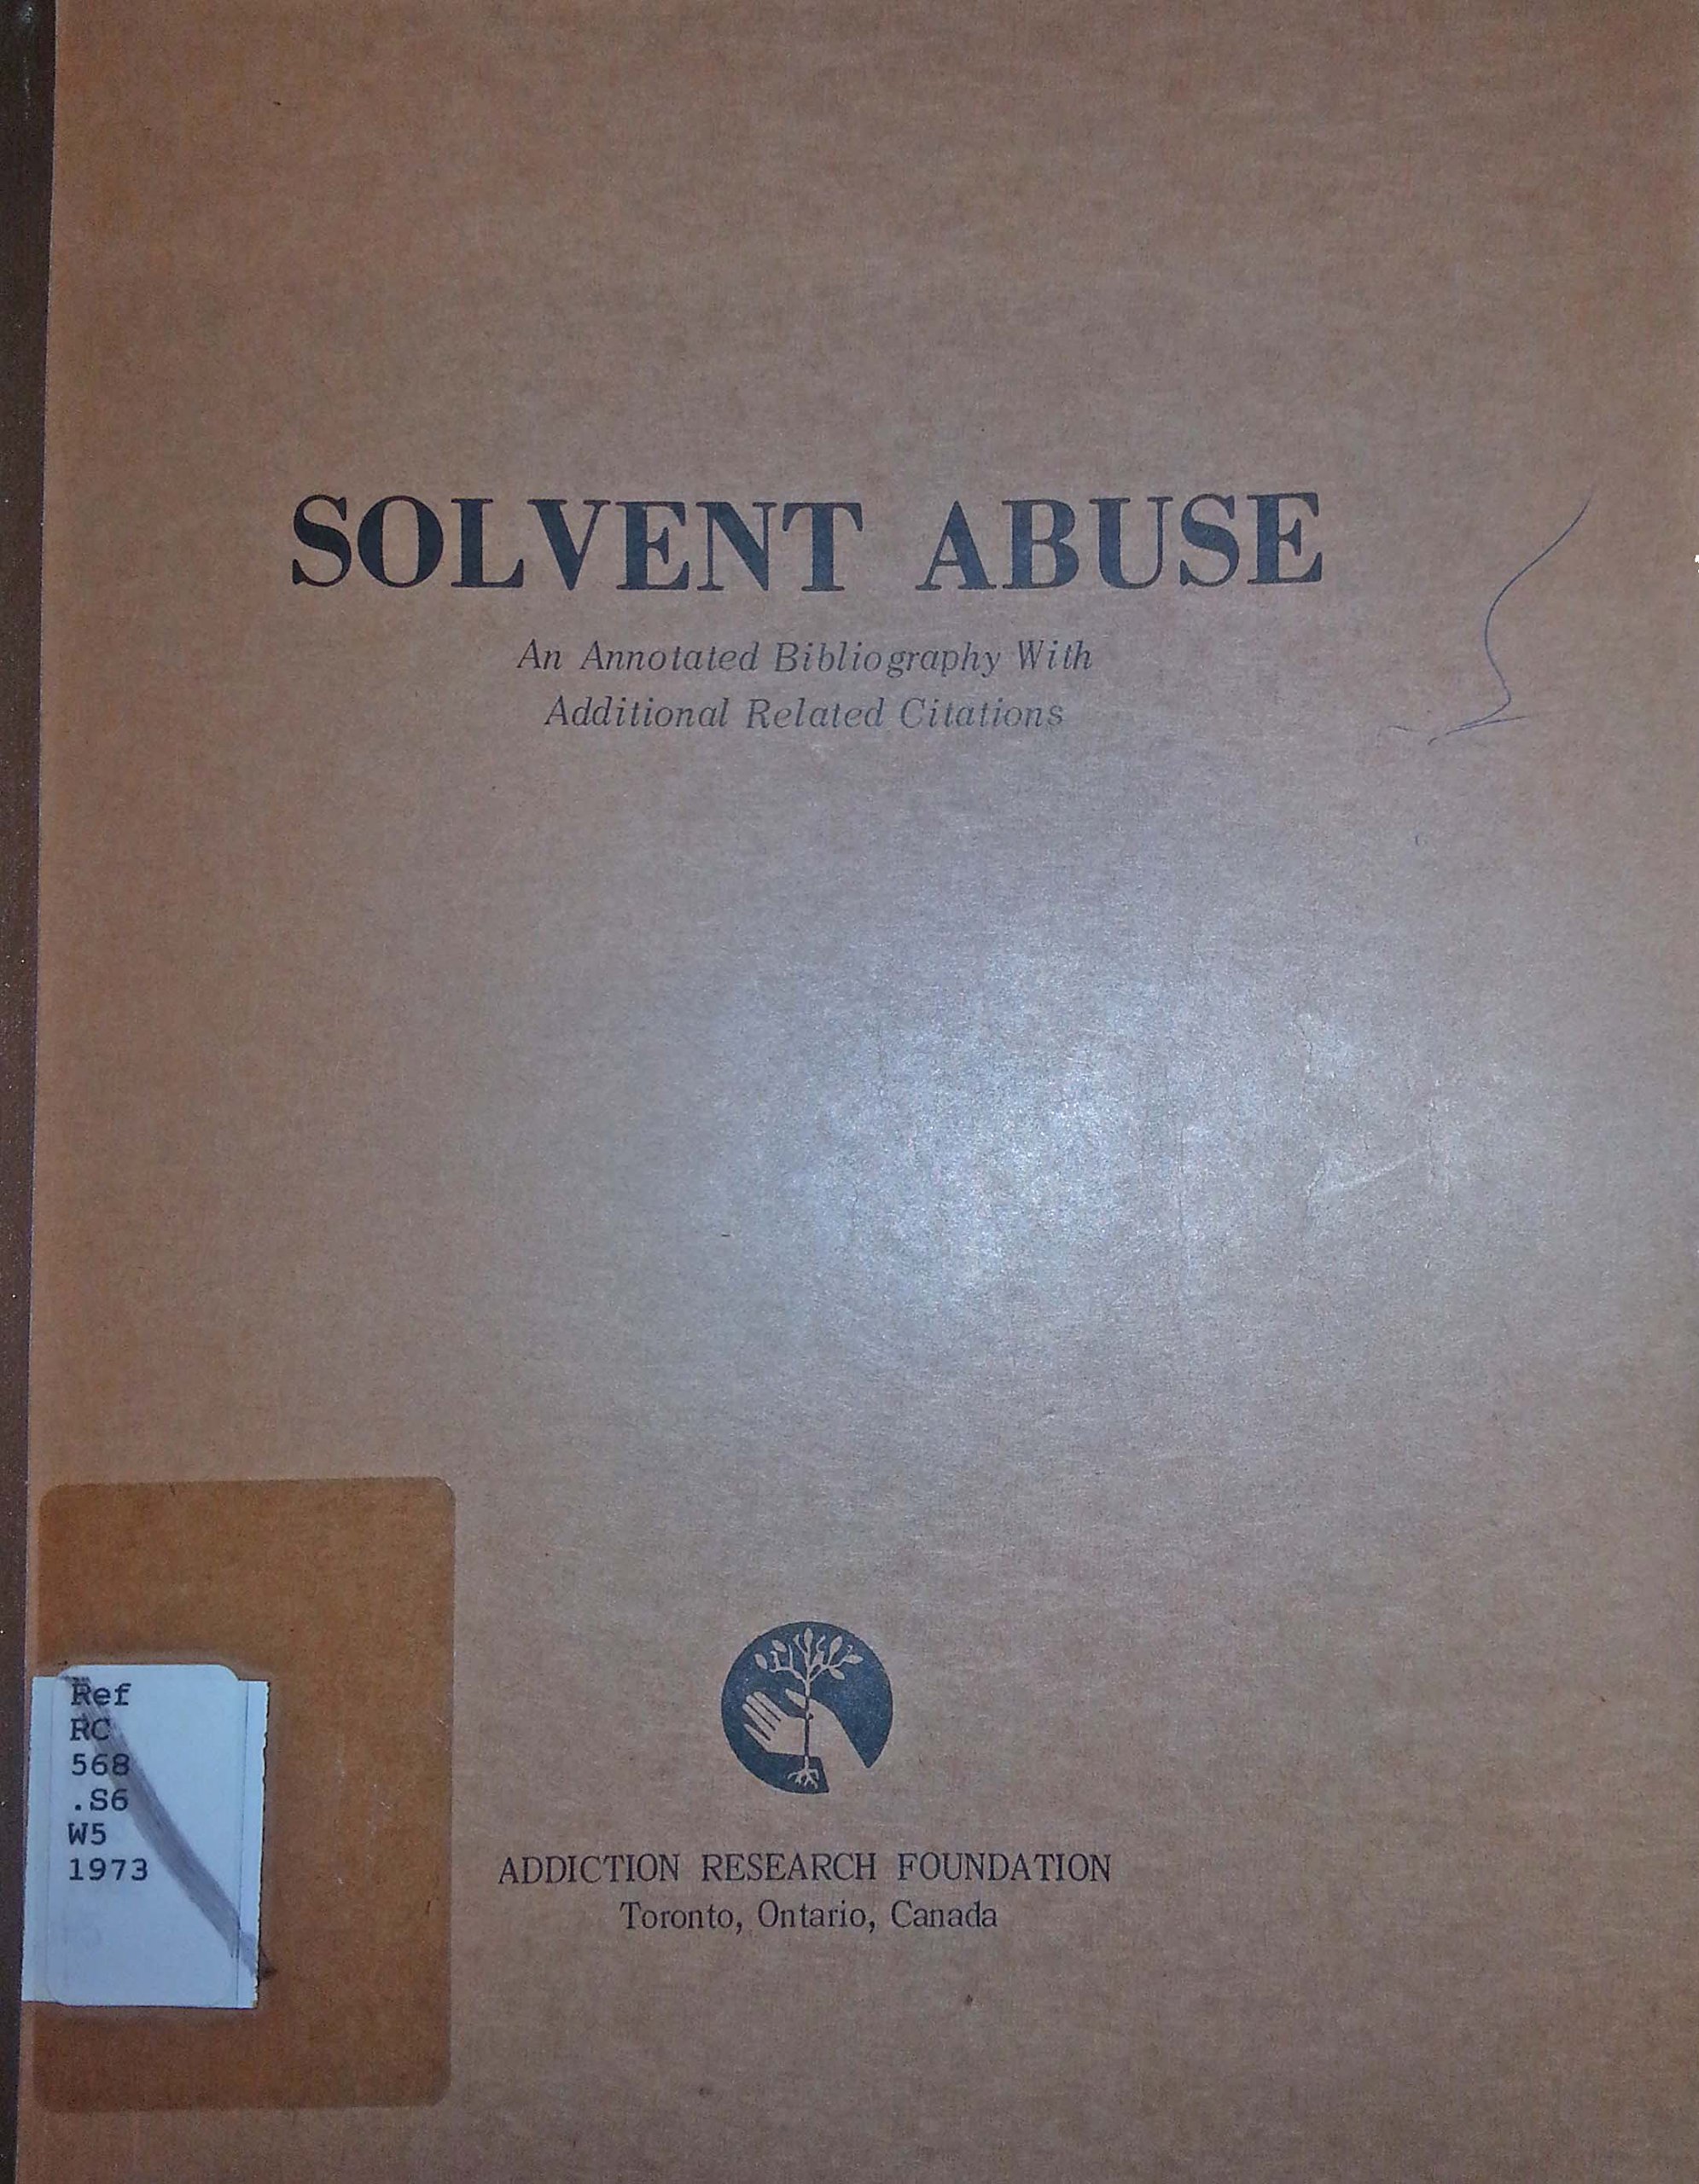 SOLVENT ABUSE
An Annotated Bibliography With
Additional Related Citations
Ref
RC
568
.S6
W5
1973
ADDICTION RESEARCH FOUNDATION
Toronto, Ontario, Canada